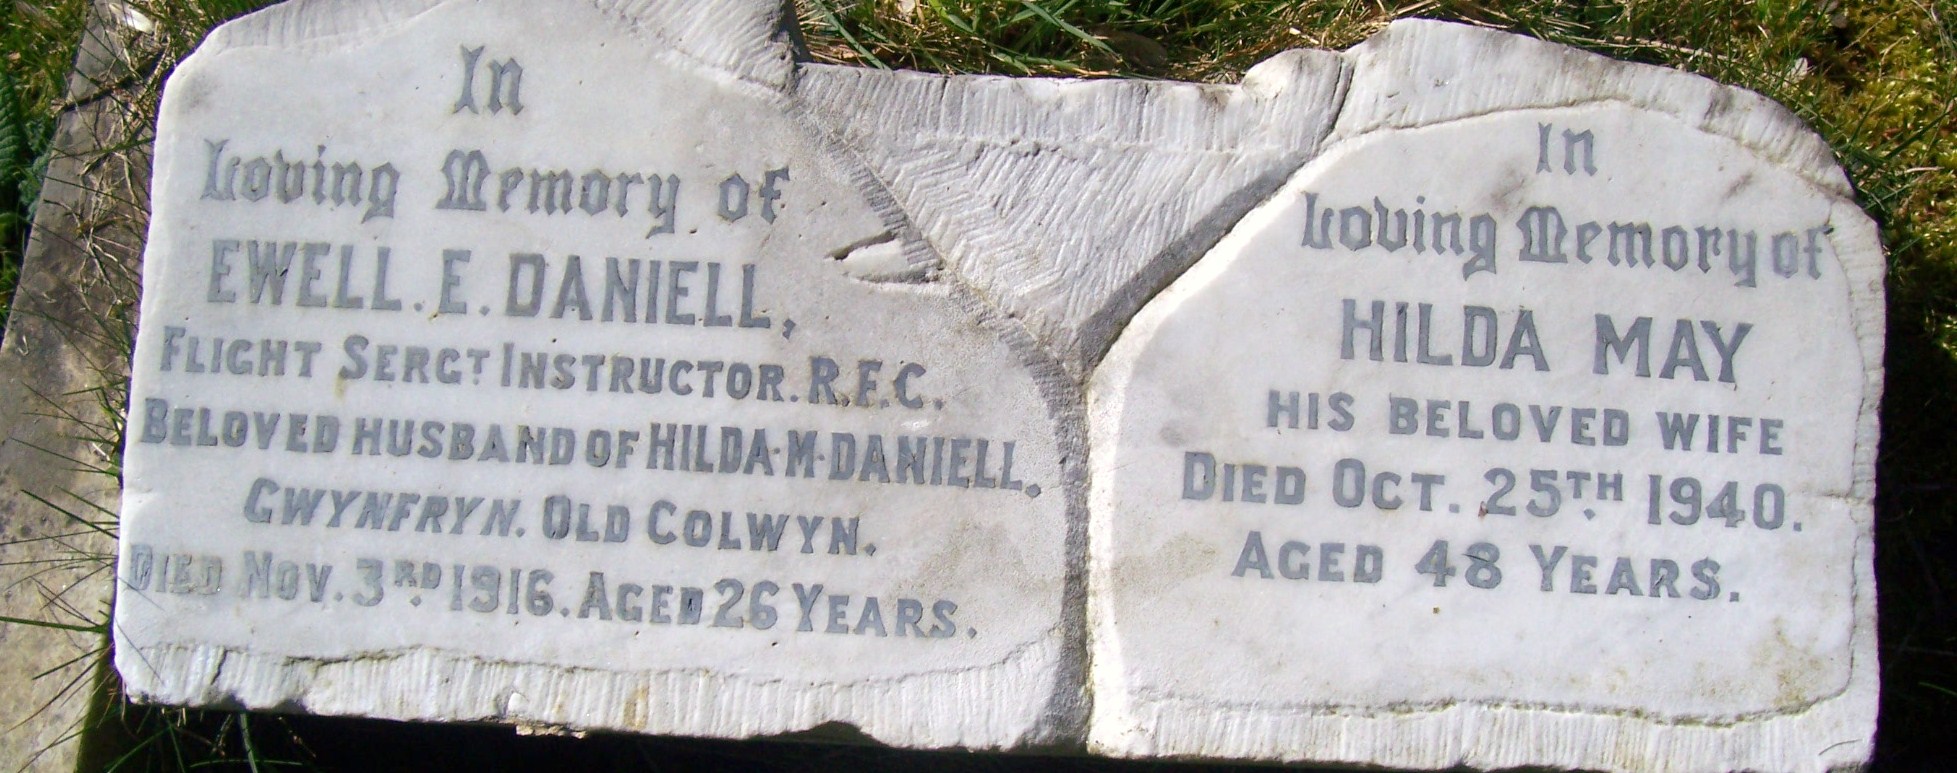 In
Loving Memory of
EWELL. E. DANIELL,
FLIGHT SERGT INSTRUCTOR. R.F.C.
BELOVED HUSBAND OF HILDA·M·DANIELL.
GWYNFRYN. OLD COLWYN.
DIED NOV. 3RD 1916. AGED 26 YEARS.
In
Loving Memory of
HILDA MAY
HIS BELOVED WIFE
DIED OCT. 25TH 1940.
AGED 48 YEARS.